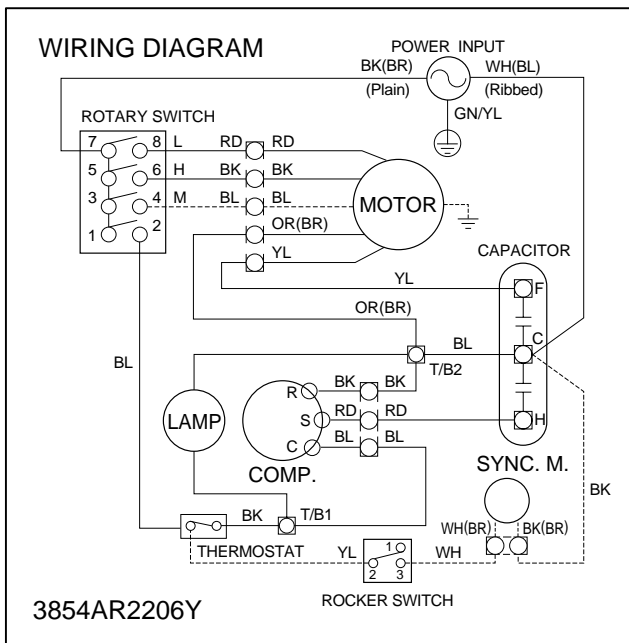 WIRING DIAGRAM
POWER INPUT
BK(BR) WH(BL)
(Plain) (Ribbed)
GN/YL
ROTARY SWITCH
7 8 L RD RD
5 6 H BK BK
3 4 M BL BL
1 2
MOTOR
OR(BR)
YL
CAPACITOR
YL F
OR(BR)
BL C
T/B2
BL
LAMP
R BK BK
S RD RD H
C BL BL
COMP.
SYNC. M.
BK
BK T/B1
WH(BR) BK(BR)
THERMOSTAT
YL 1 WH
2 3
ROCKER SWITCH
3854AR2206Y